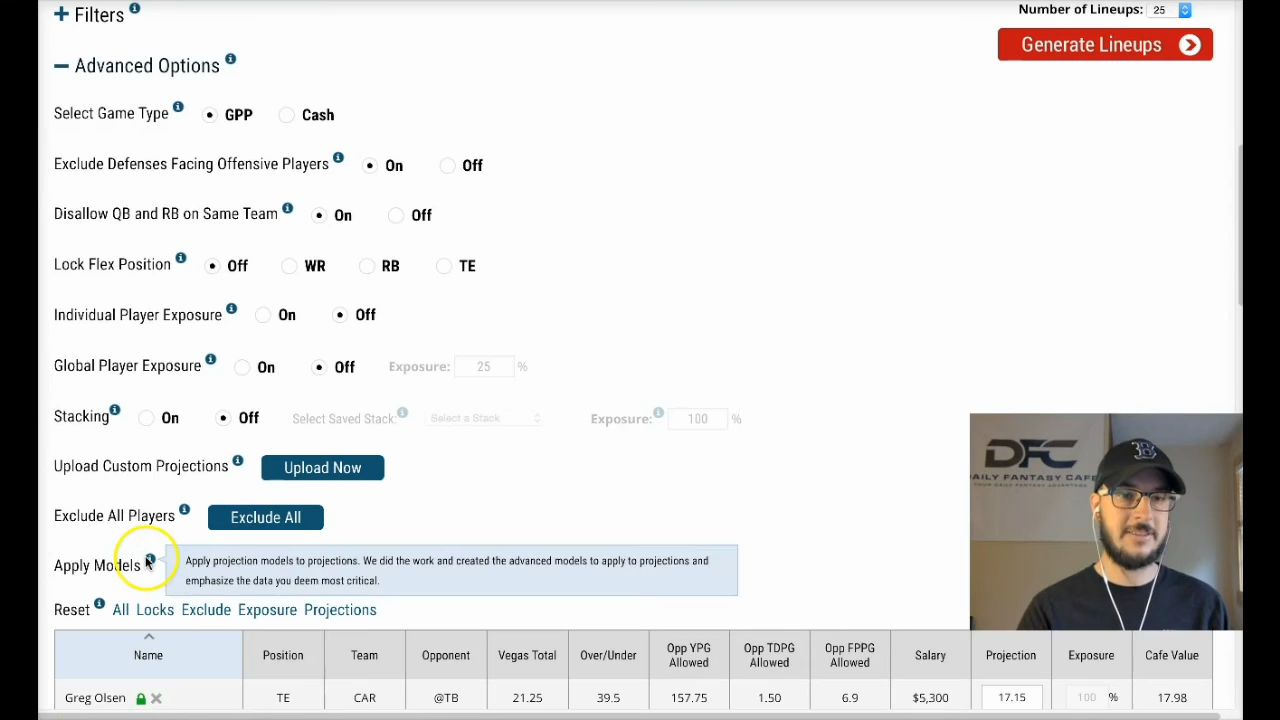 Filters
Number of Lineups: 25
Generate Lineups
Advanced Options
Select Game Type GPP Cash
Exclude Defenses Facing Offensive Players On Off
Disallow QB and RB on Same Team On Off
Lock Flex Position Off WR RB TE
Individual Player Exposure On Off
Global Player Exposure On Off Exposure: 25 %
Stacking On Off Select Saved Stack: Select a Stack Exposure: 100 %
Upload Custom Projections Upload Now
Exclude All Players Exclude All
Apply Models
Apply projection models to projections. We did the work and created the advanced models to apply to projections and
emphasize the data you deem most critical.
Reset All Locks Exclude Exposure Projections
Name Position Team Opponent Vegas Total Over/Under Opp YPG Allowed Opp TDPG Allowed Opp FPPG Allowed Salary Projection Exposure Cafe Value
Greg Olsen TE CAR @TB 21.25 39.5 157.75 1.50 6.9 $5,300 17.15 100 % 17.98
DFC
DAILY FANTASY CAFE
YOUR DAILY FANTASY ADVANTAGE
B